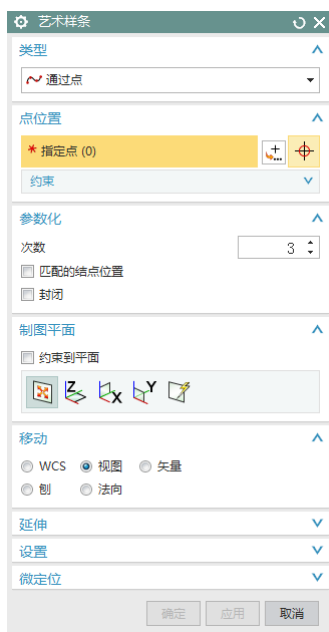 艺术样条
类型
通过点
点位置
* 指定点 (0)
约束
参数化
次数 3
匹配的结点位置
封闭
制图平面
约束到平面
Z X Y
移动
WCS 视图 矢量
刨 法向
延伸
设置
微定位
确定 应用 取消